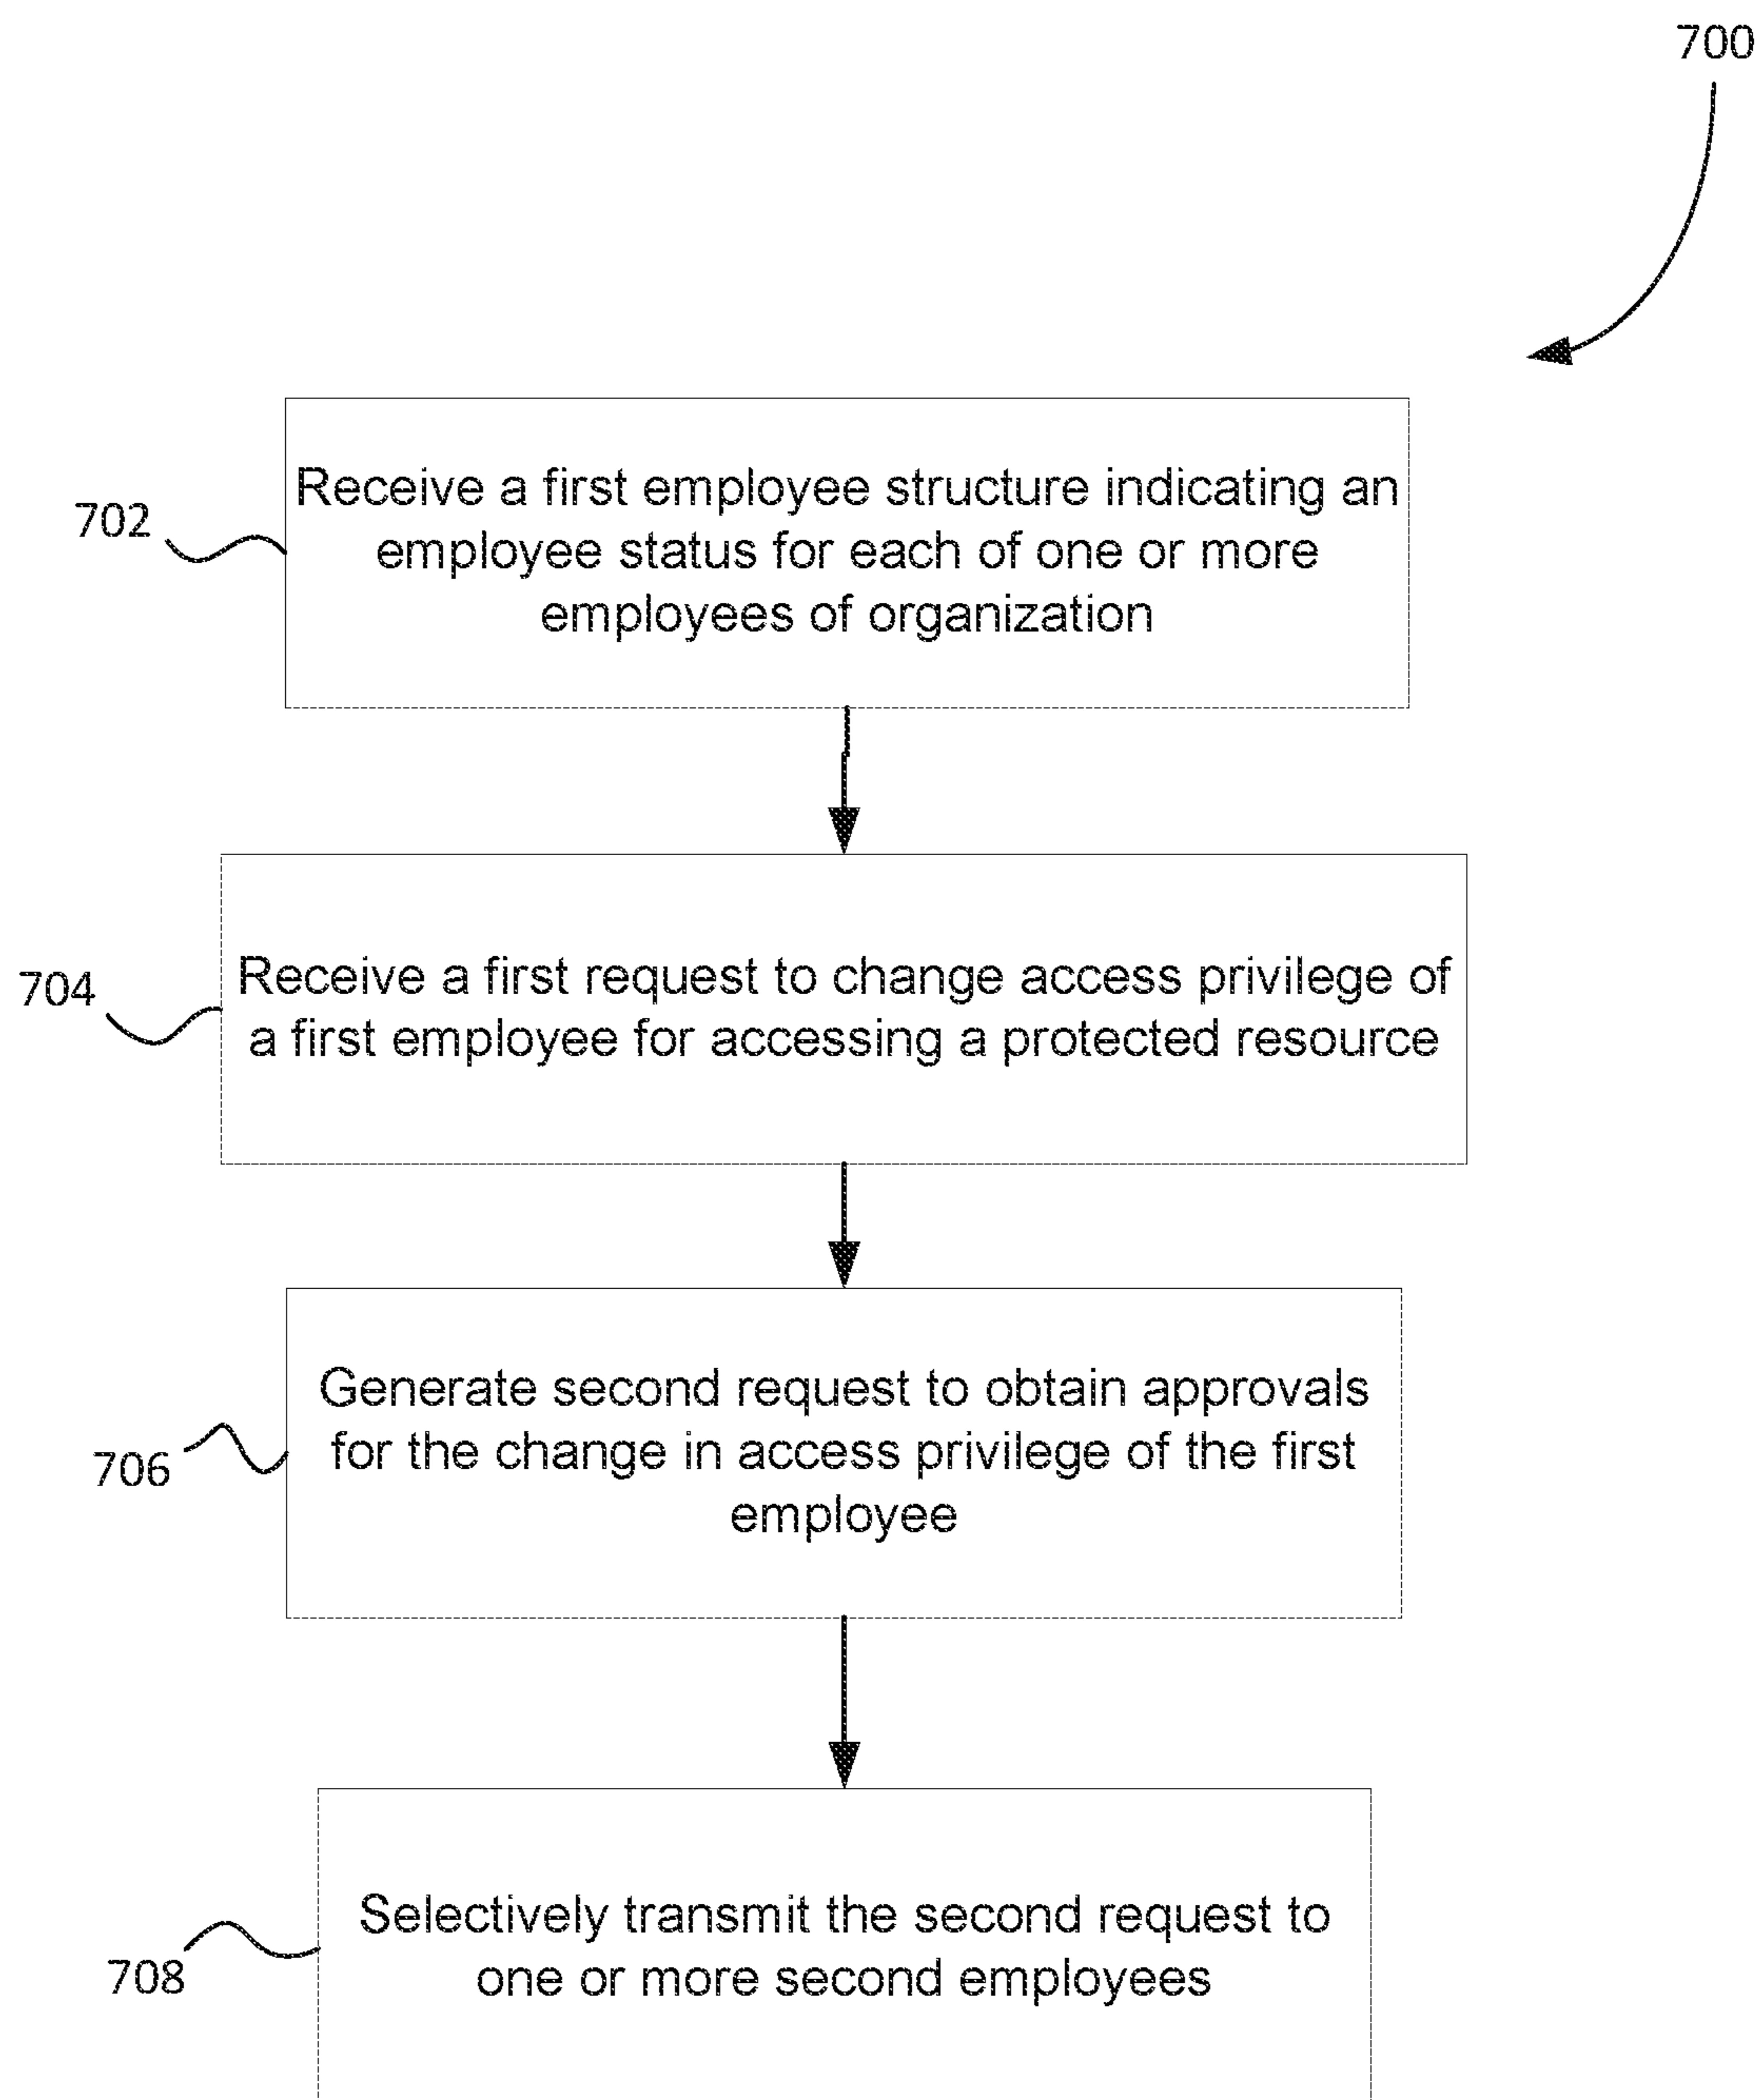 700
702
Receive a first employee structure indicating an
employee status for each of one or more
employees of organization
704
Receive a first request to change access privilege of
a first employee for accessing a protected resource
706
Generate second request to obtain approvals
for the change in access privilege of the first
employee
708
Selectively transmit the second request to
one or more second employees